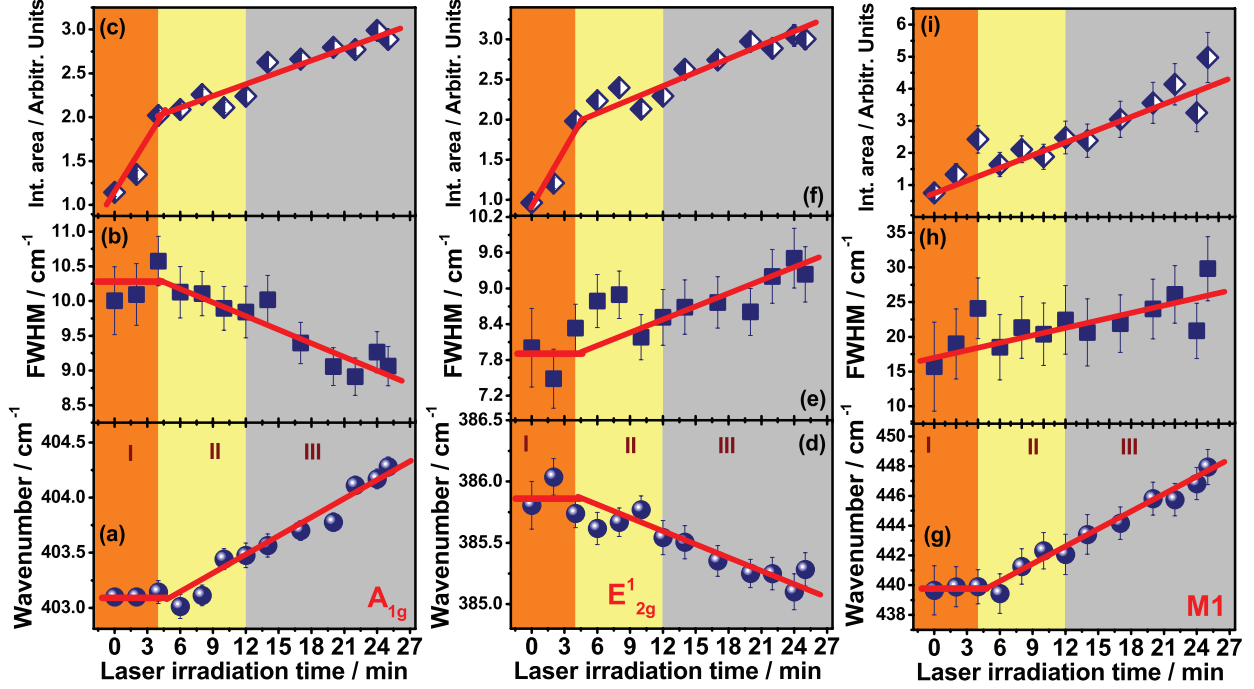 (c)
Int. area / Arbitr. Units
3.0
2.5
2.0
1.5
1.0
(b)
FWHM / cm⁻¹
11.0
10.5
10.0
9.5
9.0
8.5
I
II
III
(a)
Wavenumber / cm⁻¹
404.5
404.0
403.5
403.0
A1g
0 3 6 9 12 15 18 21 24 27
Laser irradiation time / min
(f)
Int. area / Arbitr. Units
3.0
2.5
2.0
1.5
1.0
(e)
FWHM / cm⁻¹
10.2
9.6
9.0
8.4
7.8
7.2
I
II
III
(d)
Wavenumber / cm⁻¹
386.5
386.0
385.5
385.0
E¹2g
0 3 6 9 12 15 18 21 24 27
Laser irradiation time / min
(i)
Int. area / Arbitr. Units
6
5
4
3
2
1
(h)
FWHM / cm⁻¹
35
30
25
20
15
10
I
II
III
(g)
Wavenumber / cm⁻¹
450
448
446
444
442
440
438
M1
0 3 6 9 12 15 18 21 24 27
Laser irradiation time / min